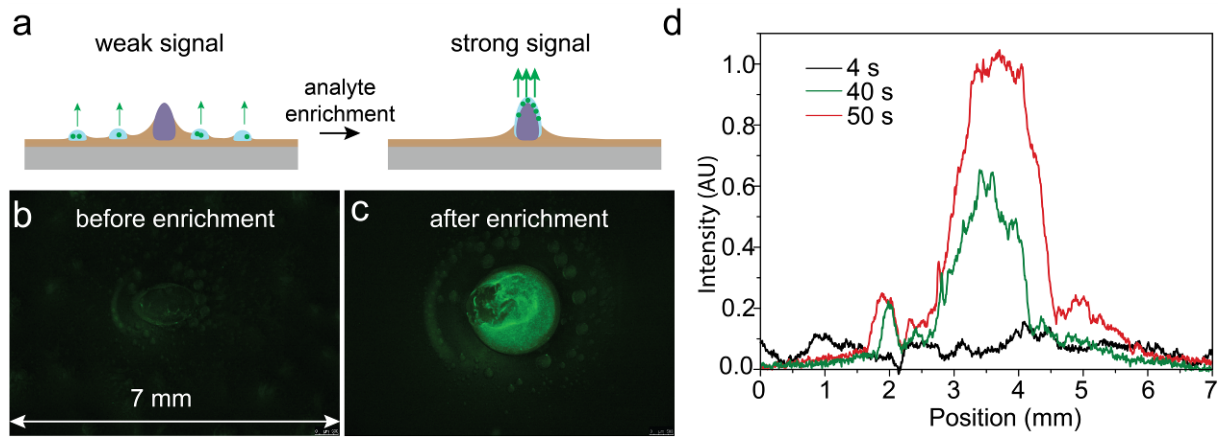 a
weak signal
analyte
enrichment
strong signal
b
before enrichment
7 mm
c
after enrichment
d
4 s
40 s
50 s
Intensity (AU)
1.0
0.8
0.6
0.4
0.2
0.0
0 1 2 3 4 5 6 7
Position (mm)